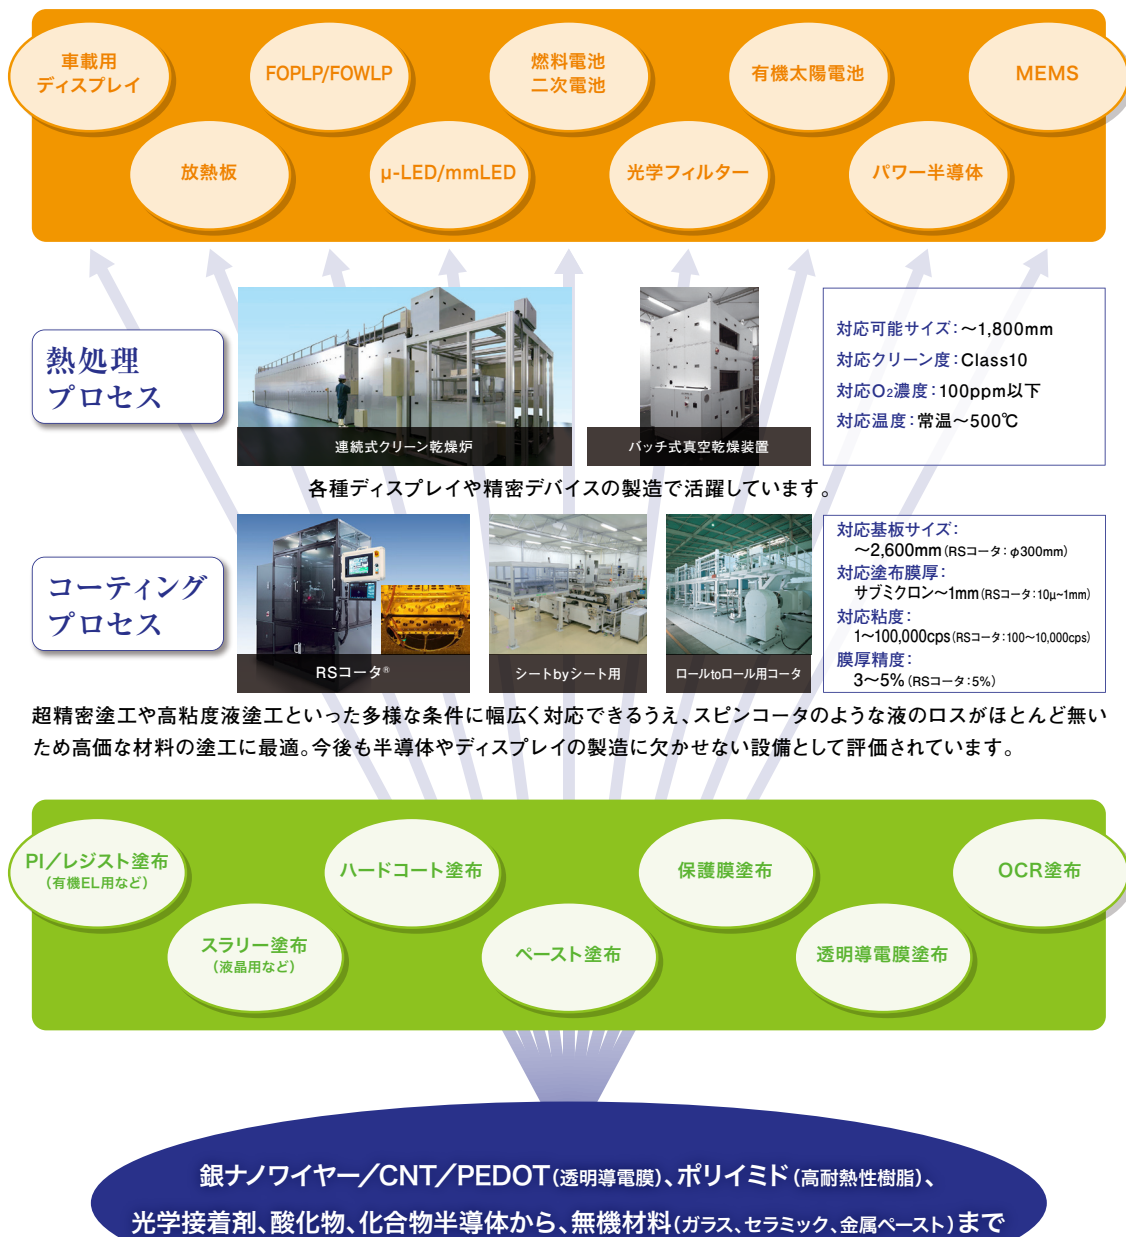 車載用
ディスプレイ
FOPLP/FOWLP
燃料電池
二次電池
有機太陽電池
MEMS
放熱板
μ-LED/mmLED
光学フィルター
パワー半導体
熱処理
プロセス
連続式クリーン乾燥炉
バッチ式真空乾燥装置
対応可能サイズ：～1,800mm
対応クリーン度：Class10
対応O₂濃度：100ppm以下
対応温度：常温～500℃
各種ディスプレイや精密デバイスの製造で活躍しています。
コーティング
プロセス
RSコータ®
シートbyシート用
ロールtoロール用コータ
対応基板サイズ：
～2,600mm（RSコータ：φ300mm）
対応塗布膜厚：
サブミクロン～1mm（RSコータ：10μ~1mm）
対応粘度：
1～100,000cps（RSコータ：100～10,000cps）
膜厚精度：
3～5%（RSコータ：5%）
超精密塗工や高粘度液塗工といった多様な条件に幅広く対応できるうえ、スピンコータのような液のロスがほとんど無い
ため高価な材料の塗工に最適。今後も半導体やディスプレイの製造に欠かせない設備として評価されています。
PI／レジスト塗布
（有機EL用など）
ハードコート塗布
保護膜塗布
OCR塗布
スラリー塗布
（液晶用など）
ペースト塗布
透明導電膜塗布
銀ナノワイヤー／CNT／PEDOT（透明導電膜）、ポリイミド（高耐熱性樹脂）、
光学接着剤、酸化物、化合物半導体から、無機材料（ガラス、セラミック、金属ペースト）まで